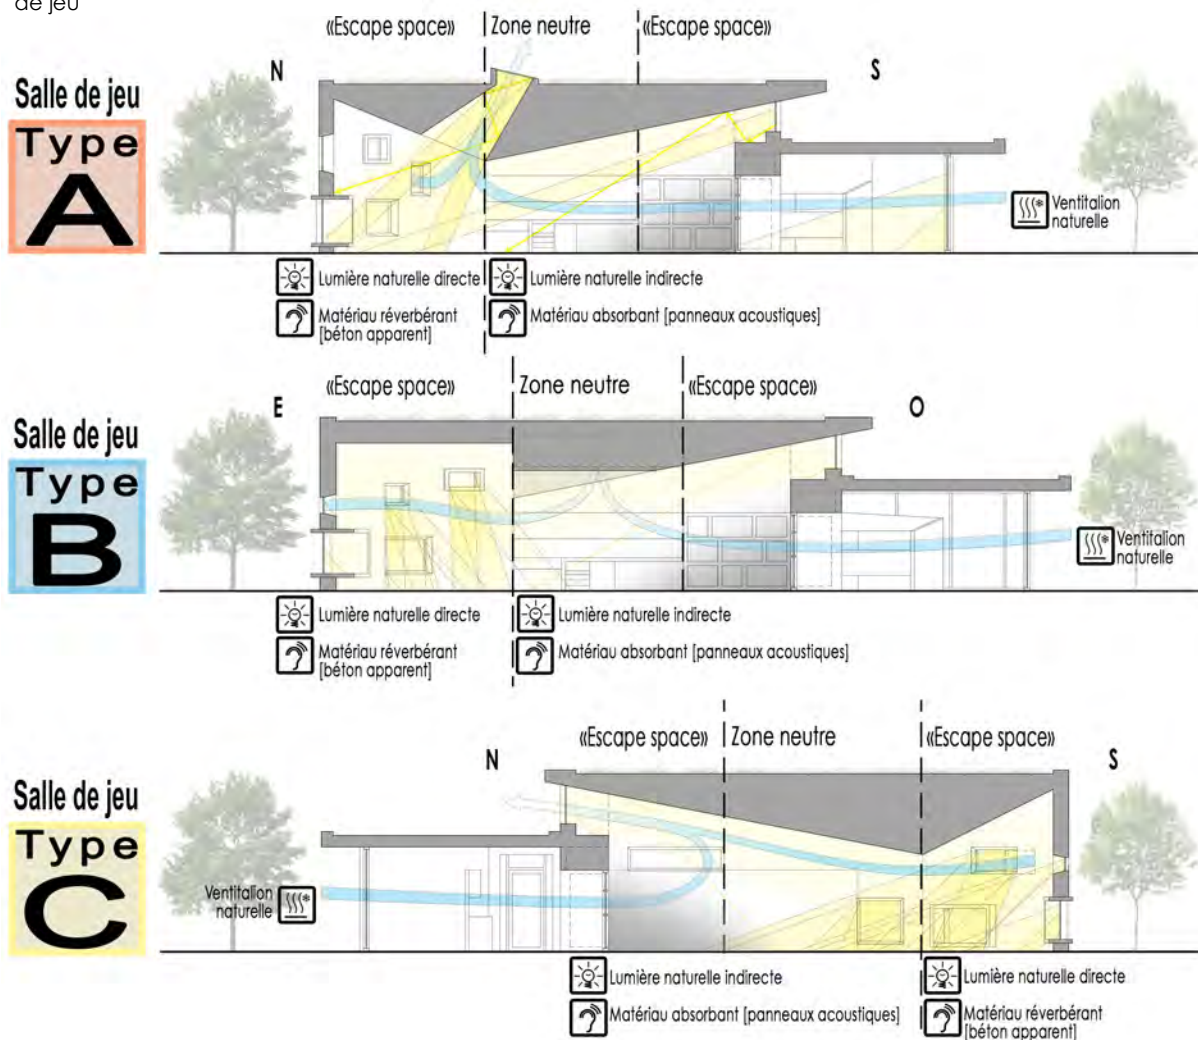 de jeu
«Escape space» Zone neutre «Escape space»
N S
Salle de jeu
Type
A
Ventitalion
naturelle
Lumière naturelle directe Lumière naturelle indirecte
Matériau réverbérant Matériau absorbant [panneaux acoustiques]
[béton apparent]
«Escape space» Zone neutre «Escape space»
E O
Salle de jeu
Type
B
Ventitalion
naturelle
Lumière naturelle directe Lumière naturelle indirecte
Matériau réverbérant Matériau absorbant [panneaux acoustiques]
[béton apparent]
«Escape space» Zone neutre «Escape space»
N S
Salle de jeu
Type
C
Ventitalion
naturelle
Lumière naturelle indirecte Lumière naturelle directe
Matériau absorbant [panneaux acoustiques] Matériau réverbérant
[béton apparent]